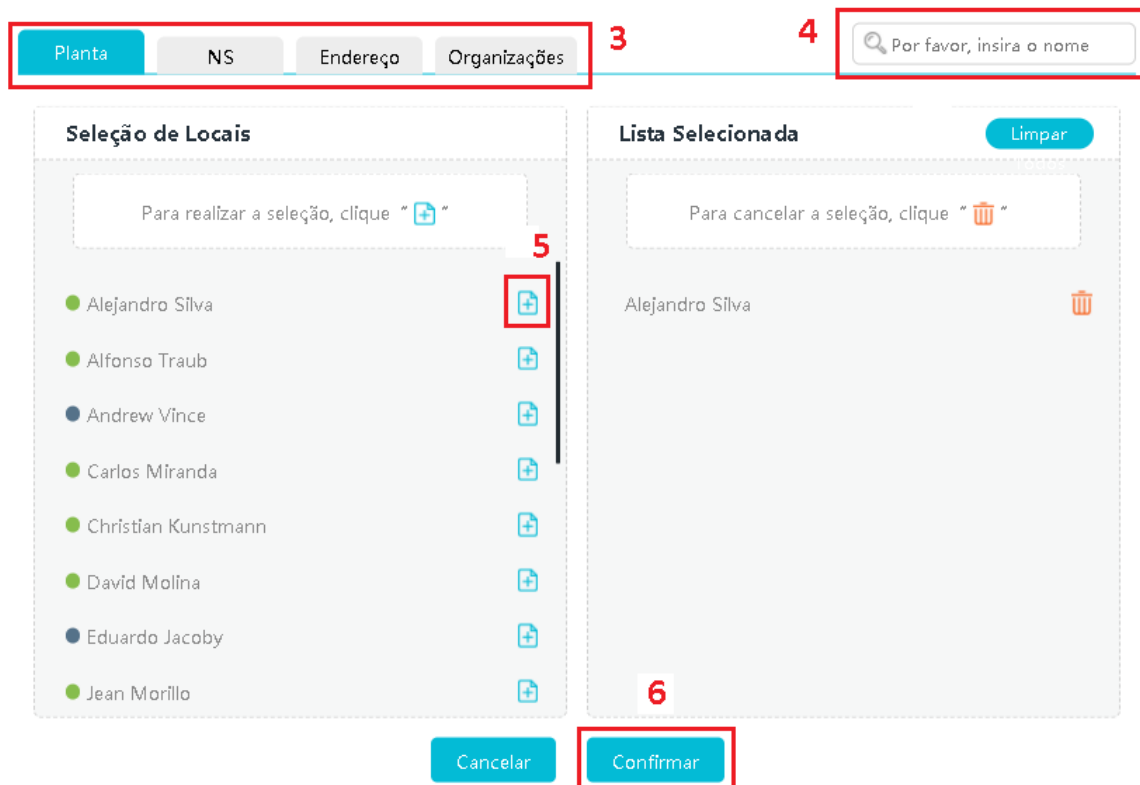 Planta NS Endereço Organizações 3 4 Por favor, insira o nome
Seleção de Locais
Para realizar a seleção, clique " "
5
Alejandro Silva
Alfonso Traub
Andrew Vince
Carlos Miranda
Christian Kunstmann
David Molina
Eduardo Jacoby
Jean Morillo
Lista Selecionada Limpar
Para cancelar a seleção, clique " "
Alejandro Silva
6
Cancelar Confirmar